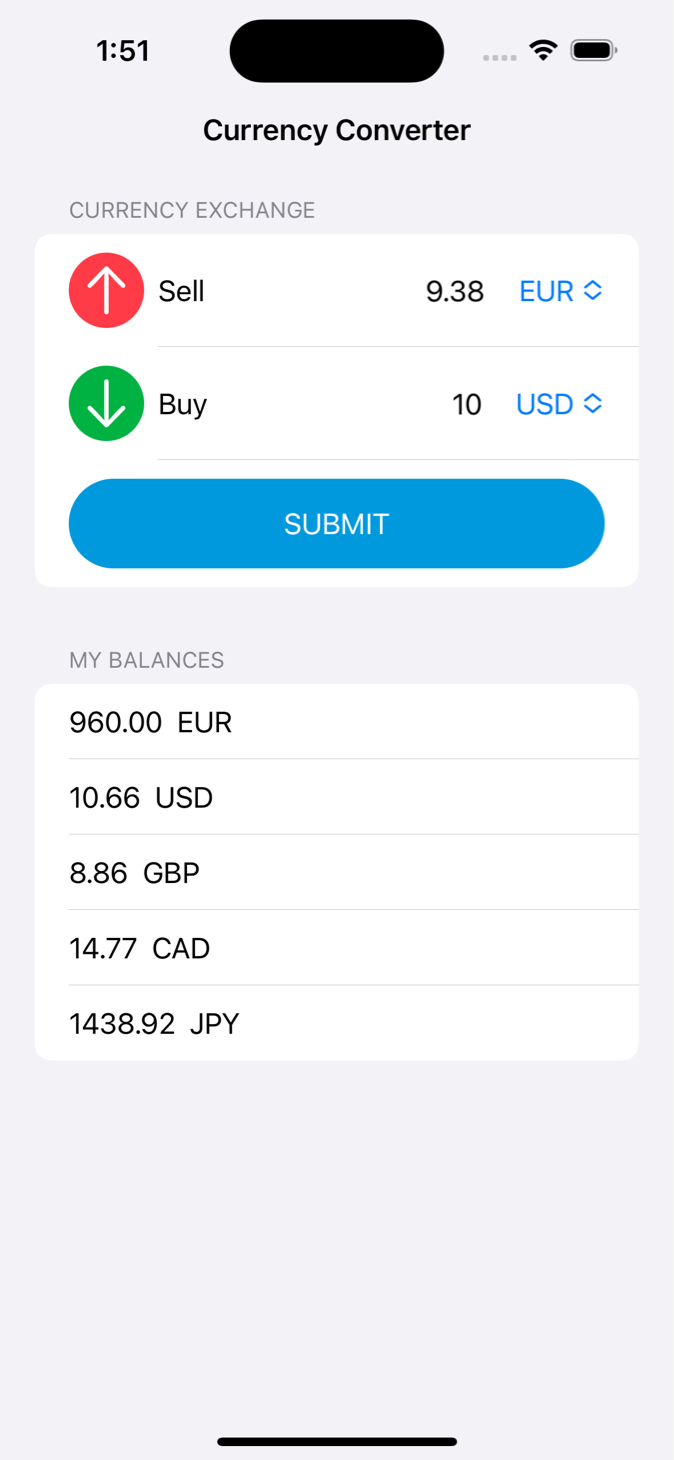 1:51
Currency Converter
CURRENCY EXCHANGE
Sell 9.38 EUR
Buy 10 USD
SUBMIT
MY BALANCES
960.00 EUR
10.66 USD
8.86 GBP
14.77 CAD
1438.92 JPY